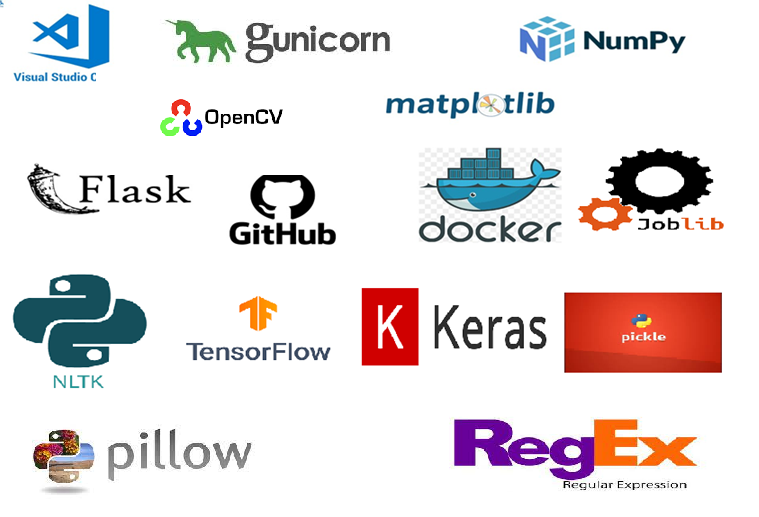 gunicorn
NumPy
Visual Studio C
OpenCV
matplotlib
Flask
GitHub
docker
Joblib
K Keras
pickle
TensorFlow
NLTK
pillow
RegEx
Regular Expression